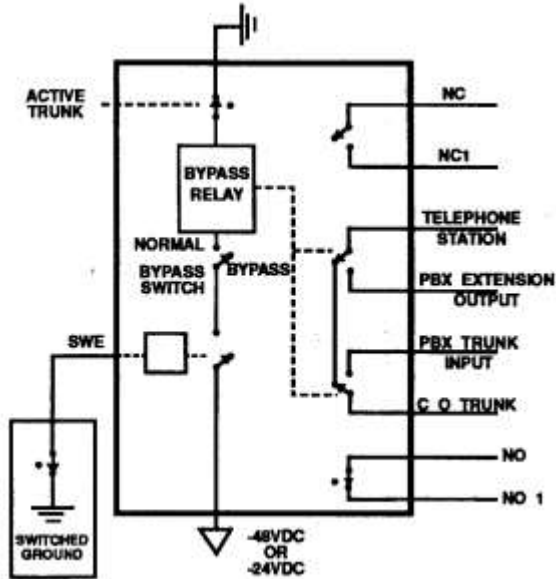 ACTIVE
TRUNK
BYPASS
RELAY
NORMAL
BYPASS
SWITCH
BYPASS
SWE
SWITCHED
GROUND
-48VDC
OR
-24VDC
NC
NC1
TELEPHONE
STATION
PBX EXTENSION
OUTPUT
PBX TRUNK
INPUT
C O TRUNK
NO
NO 1